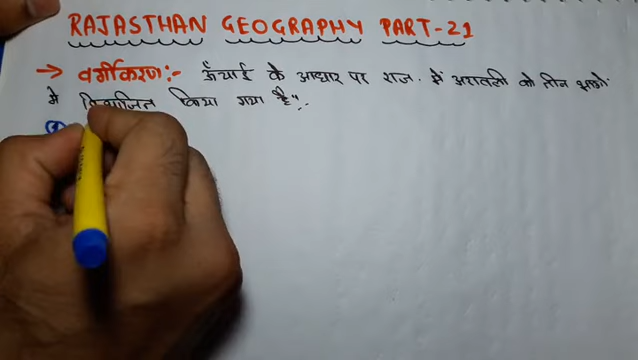 RAJASTHAN GEOGRAPHY PART-21
→ वर्गीकरण:- ऊँचाई के आधार पर राज. में अरावली को तीन भागो
मे विभाजित किया गया है":-